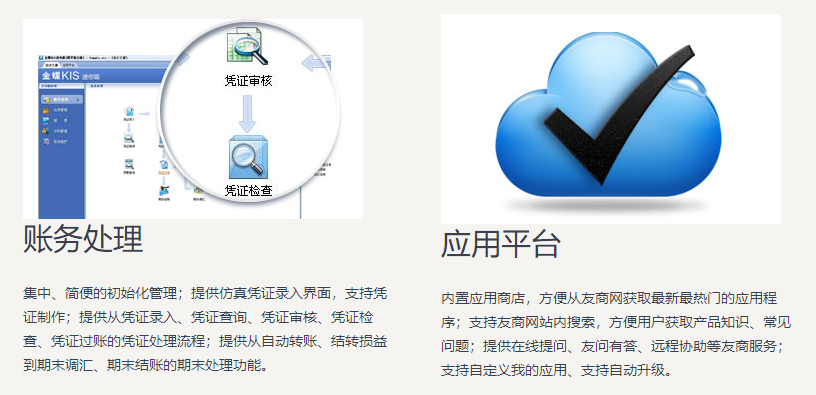 金蝶KIS 迷你版
凭证审核
凭证检查
账务处理
集中、简便的初始化管理；提供仿真凭证录入界面，支持凭
证制作；提供从凭证录入、凭证查询、凭证审核、凭证检
查、凭证过账的凭证处理流程；提供从自动转账、结转损益
到期末调汇、期末结账的期末处理功能。
应用平台
内置应用商店，方便从友商网获取最新最热门的应用程
序；支持友商网站内搜索，方便用户获取产品知识、常见
问题；提供在线提问、友问有答、远程协助等友商服务；
支持自定义我的应用、支持自动升级。